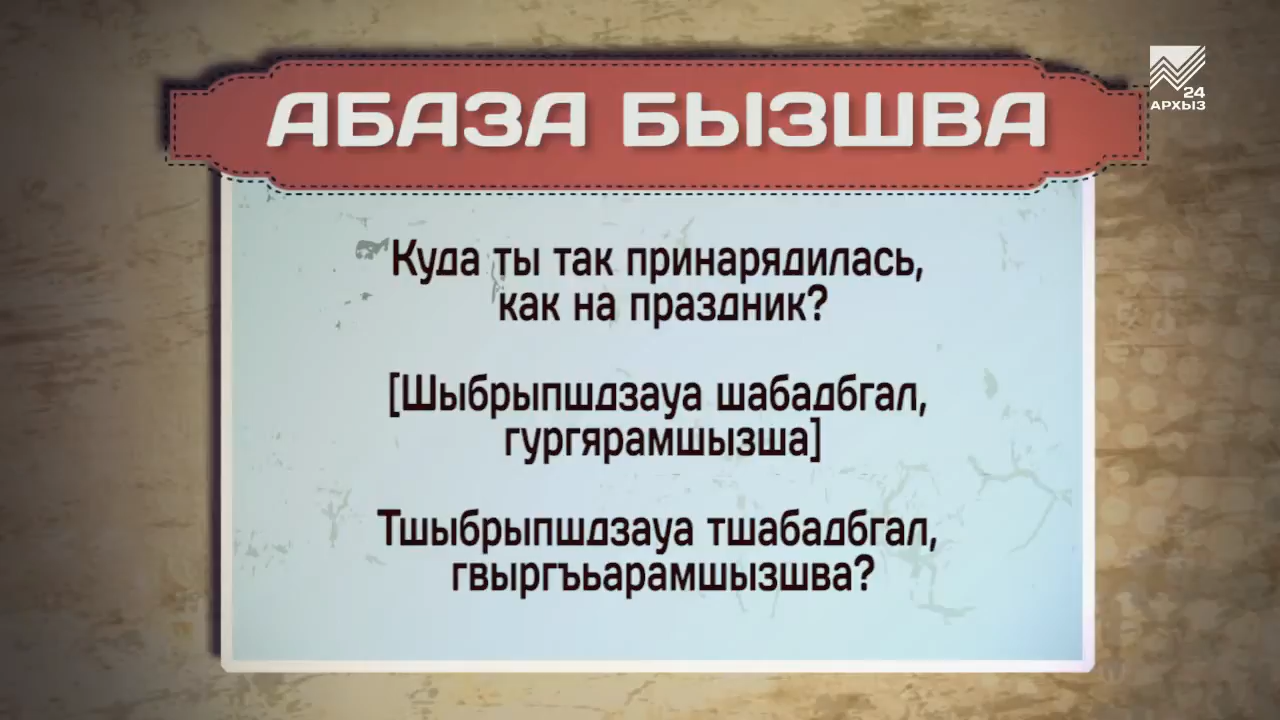 АБАЗА БЫЗШВА
24
АРХЫЗ
Куда ты так принарядилась,
как на праздник?
[Шыбрыпшдзауа шабадбгал,
гургярамшызша]
Тшыбрыпшдзауа тшабадбгал,
гвыргъьарамшызшва?